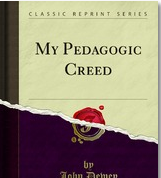 CLASSIC REPRINT SERIES
My Pedagogic
Creed
by
John Dewey